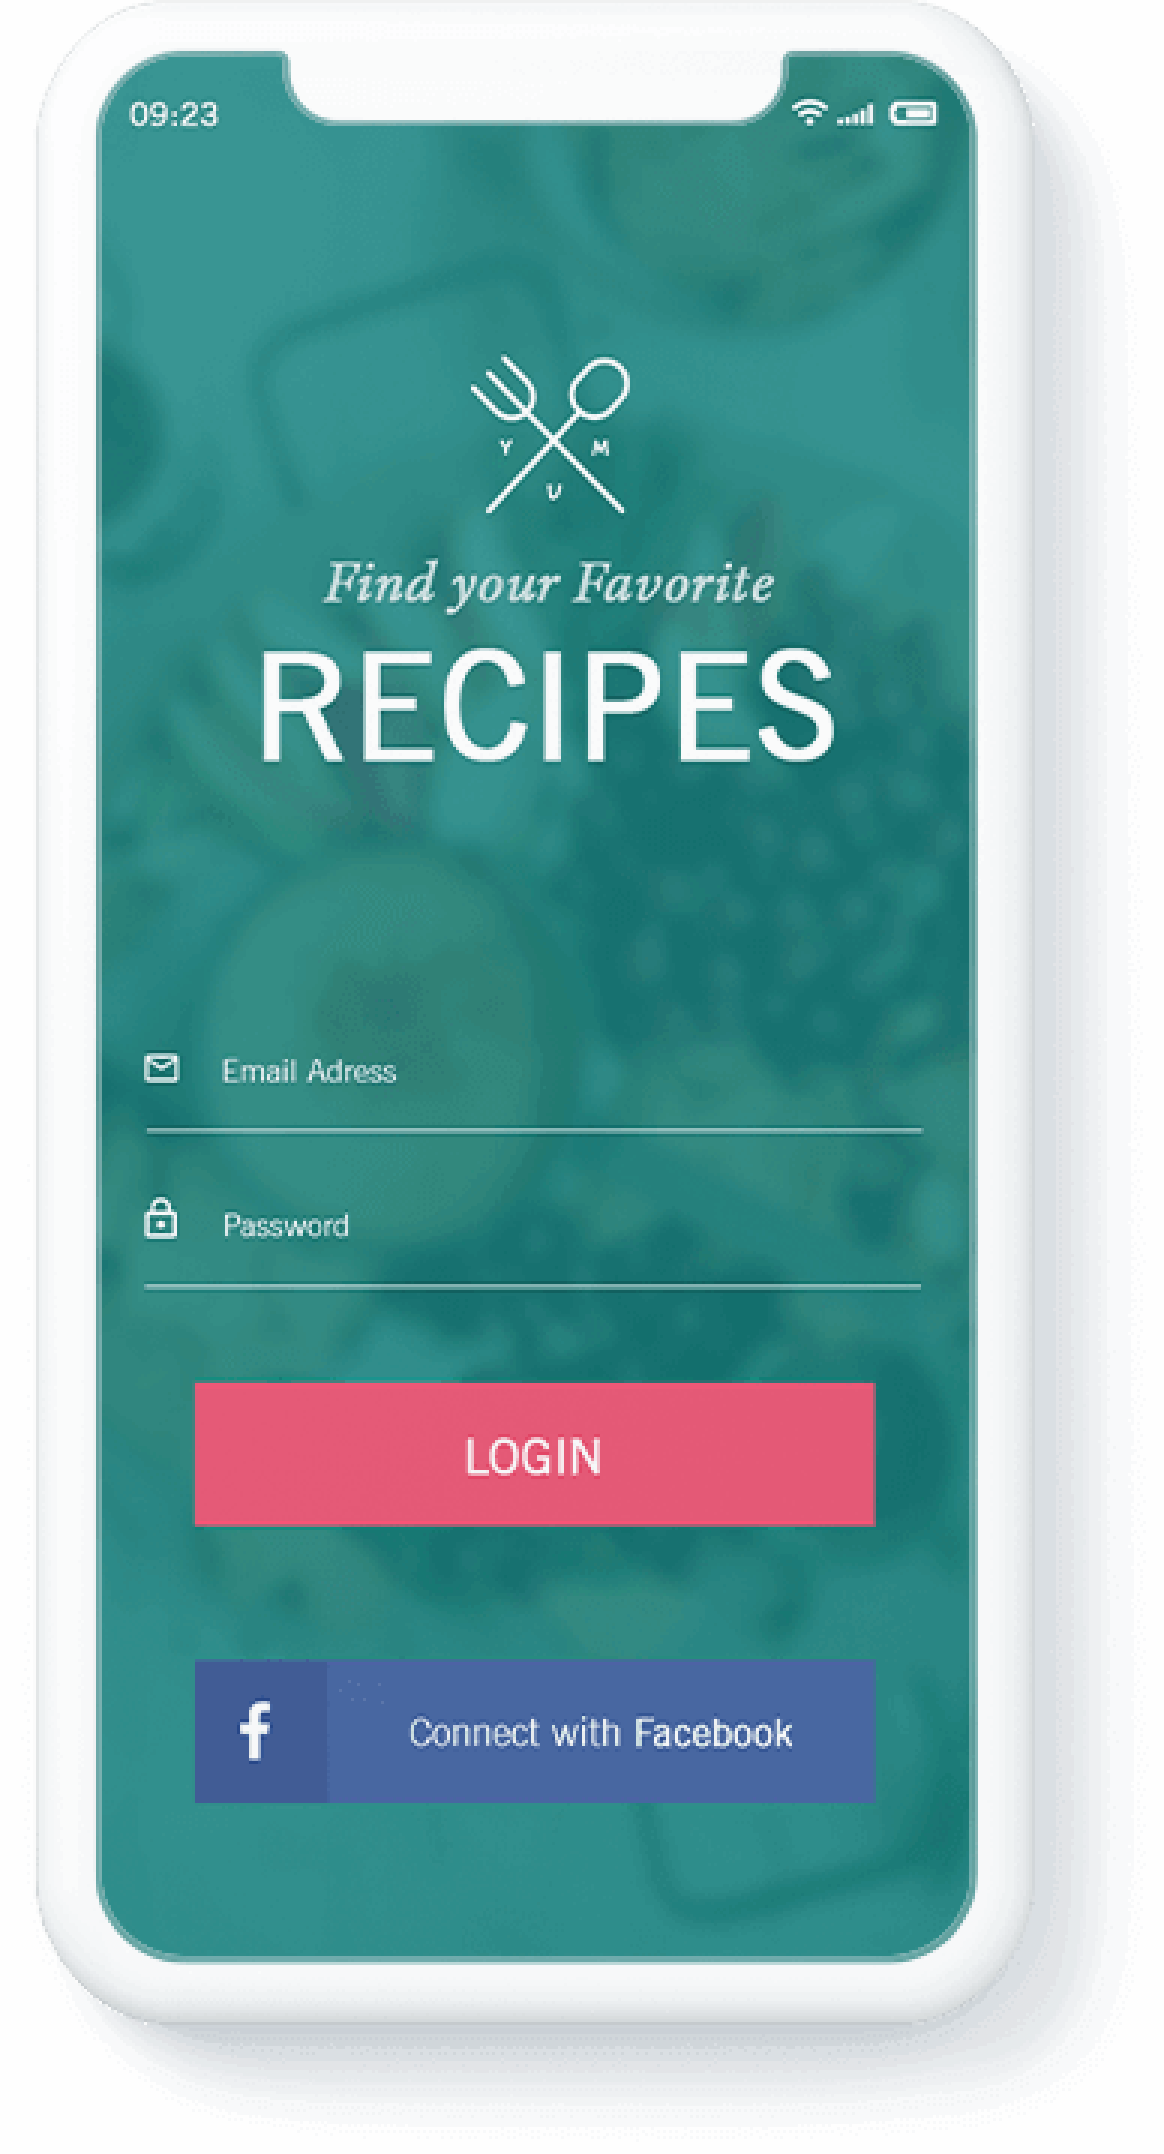 09:23
Y M
U
Find your Favorite
RECIPES
Email Adress
Password
LOGIN
f Connect with Facebook